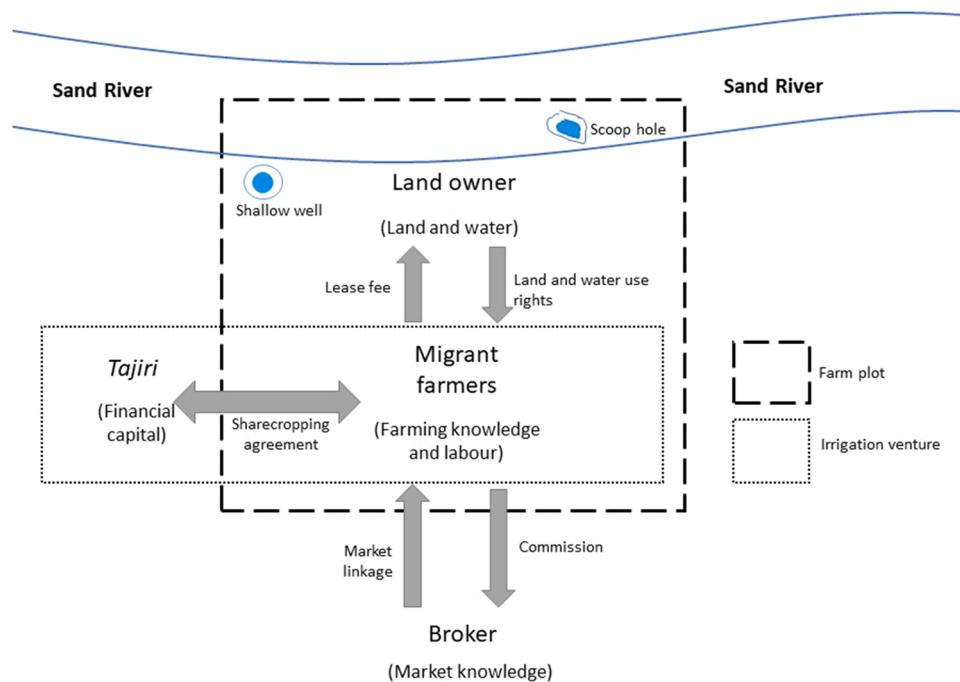 Sand River
Sand River
Scoop hole
Shallow well
Land owner
(Land and water)
Lease fee
Land and water use
rights
Tajiri
(Financial
capital)
Sharecropping
agreement
Migrant
farmers
(Farming knowledge
and labour)
Farm plot
Irrigation venture
Market
linkage
Commission
Broker
(Market knowledge)